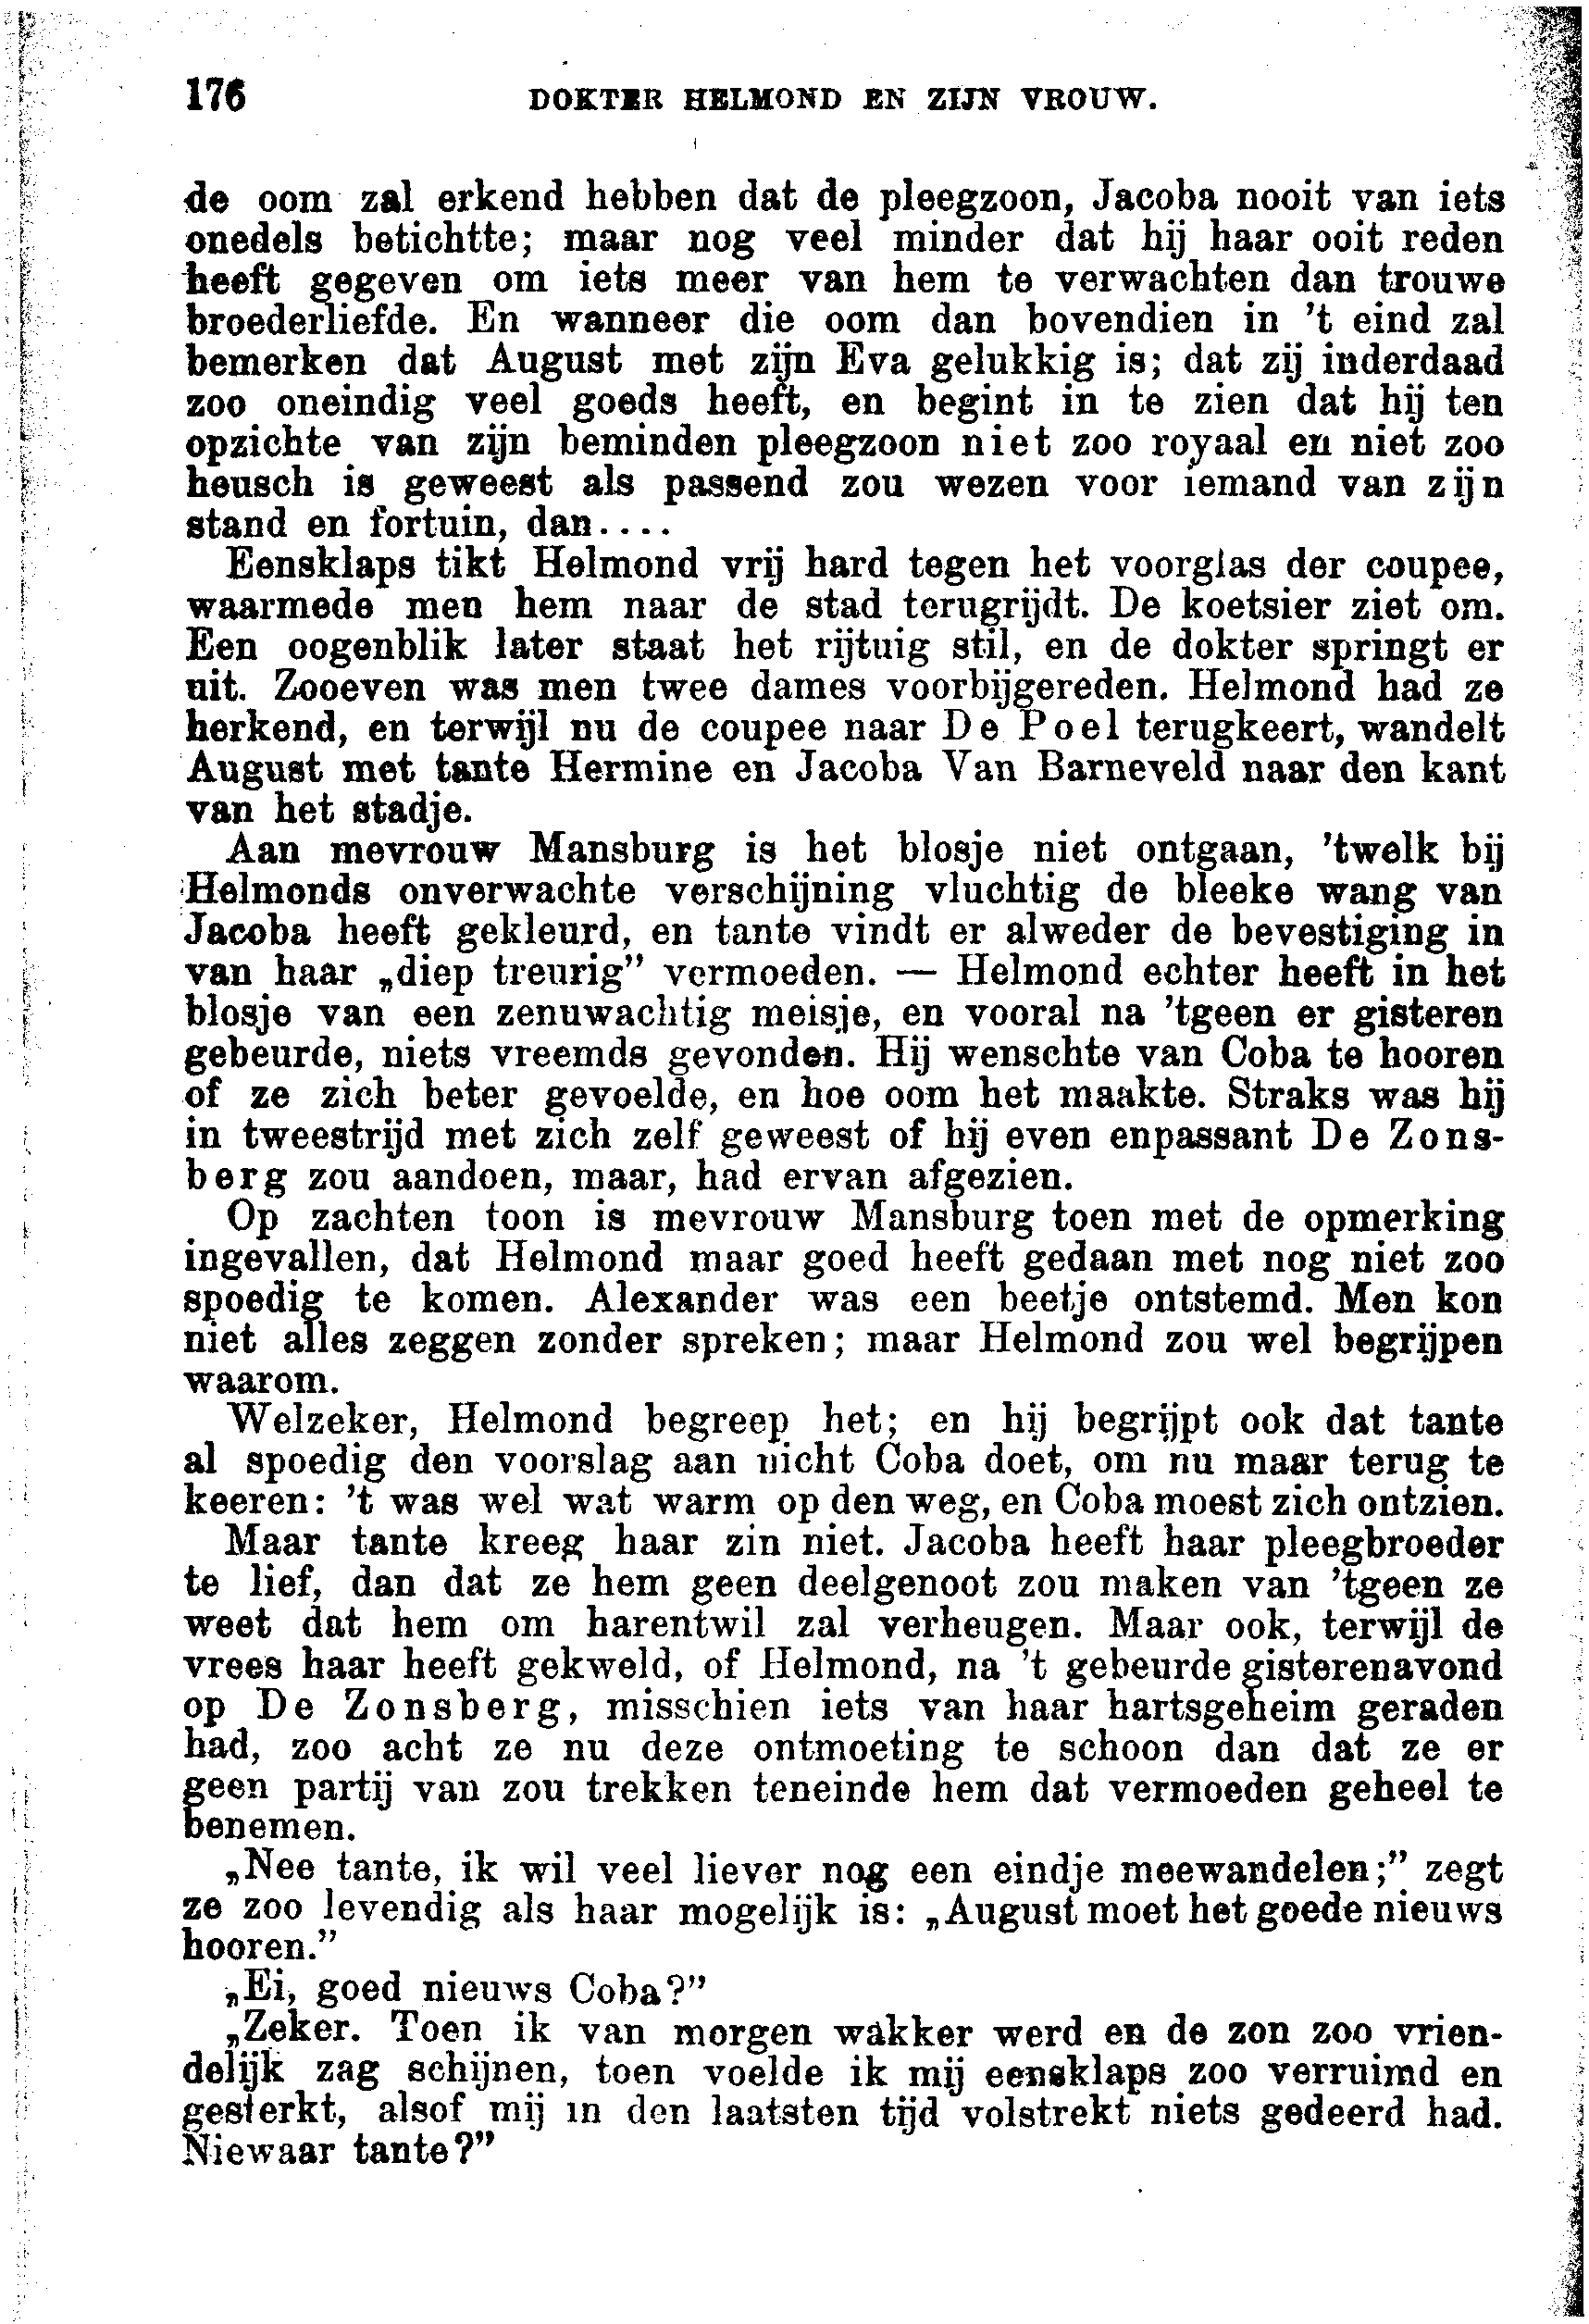 176 DOKTER HELMOND EN ZIJN VROUW.
de oom zal erkend hebben dat de pleegzoon, Jacoba nooit van iets
onedels betichtte; maar nog veel minder dat hij haar ooit reden
heeft gegeven om iets meer van hem te verwachten dan trouwe
broederliefde. En wanneer die oom dan bovendien in 't eind zal
bemerken dat August met zijn Eva gelukkig is; dat zij inderdaad
zoo oneindig veel goeds heeft, en begint in te zien dat hij ten
opzichte van zijn beminden pleegzoon niet zoo royaal en niet zoo
heusch is geweest als passend zou wezen voor iemand van zijn
stand en fortuin, dan....
Eensklaps tikt Helmond vrij hard tegen het voorglas der coupee,
waarmede men hem naar de stad terugrijdt. De koetsier ziet om.
Een oogenblik later staat het rijtuig stil, en de dokter springt er
uit. Zooeven was men twee dames voorbijgereden. Helmond had ze
herkend, en terwijl nu de coupee naar De Poel terugkeert, wandelt
August met tante Hermine en Jacoba Van Barneveld naar den kant
van het stadje.
Aan mevrouw Mansburg is het blosje niet ontgaan, 'twelk bij
Helmonds onverwachte verschijning vluchtig de bleeke wang van
Jacoba heeft gekleurd, en tante vindt er alweder de bevestiging in
van haar „diep treurig” vermoeden. — Helmond echter heeft in het
blosje van een zenuwachtig meisje, en vooral na 'tgeen er gisteren
gebeurde, niets vreemds gevonden. Hij wenschte van Coba te hooren
of ze zich beter gevoelde, en hoe oom het maakte. Straks was hij
in tweestrijd met zich zelf geweest of hij even enpassant De Zons-
berg zou aandoen, maar, had ervan afgezien.
Op zachten toon is mevrouw Mansburg toen met de opmerking
ingevallen, dat Helmond maar goed heeft gedaan met nog niet zoo
spoedig te komen. Alexander was een beetje ontstemd. Men kon
niet alles zeggen zonder spreken; maar Helmond zou wel begrijpen
waarom.
Welzeker, Helmond begreep het; en hij begrijpt ook dat tante
al spoedig den voorslag aan nicht Coba doet, om nu maar terug te
keeren: 't was wel wat warm op den weg, en Coba moest zich ontzien.
Maar tante kreeg haar zin niet. Jacoba heeft haar pleegbroeder
te lief, dan dat ze hem geen deelgenoot zou maken van 'tgeen ze
weet dat hem om harentwil zal verheugen. Maar ook, terwijl de
vrees haar heeft gekweld, of Helmond, na 't gebeurde gisterenavond
op De Zonsberg, misschien iets van haar hartsgeheim geraden
had, zoo acht ze nu deze ontmoeting te schoon dan dat ze er
geen partij van zou trekken teneinde hem dat vermoeden geheel te
benemen.
„Nee tante, ik wil veel liever nog een eindje meewandelen;” zegt
ze zoo levendig als haar mogelijk is: „August moet het goede nieuws
hooren.”
„Ei, goed nieuws Coba?”
„Zeker. Toen ik van morgen wakker werd en de zon zoo vrien-
delijk zag schijnen, toen voelde ik mij eensklaps zoo verruimd en
gesterkt, alsof mij in den laatsten tijd volstrekt niets gedeerd had.
Niewaar tante?”